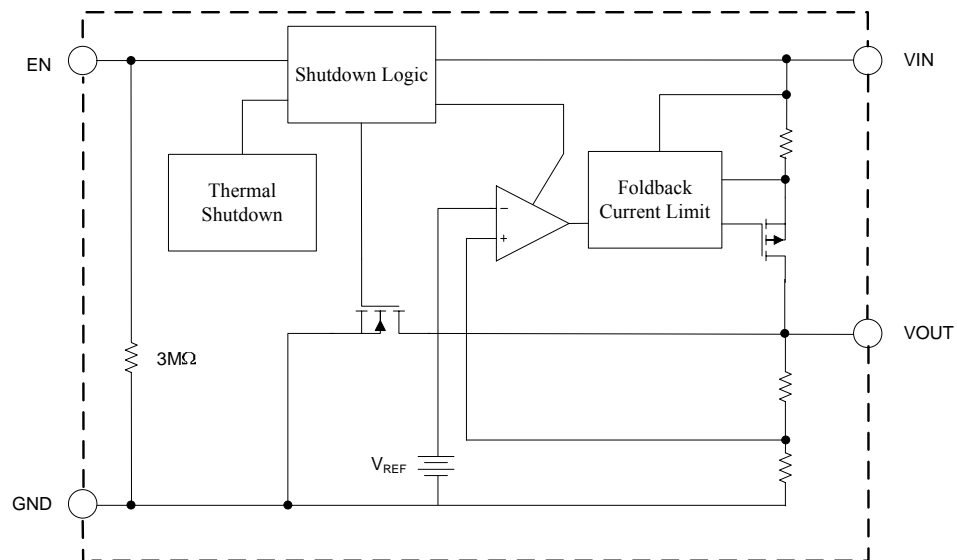 EN
Shutdown Logic
VIN
Thermal
Shutdown
Foldback
Current Limit
−
+
VOUT
3MΩ
VREF
GND